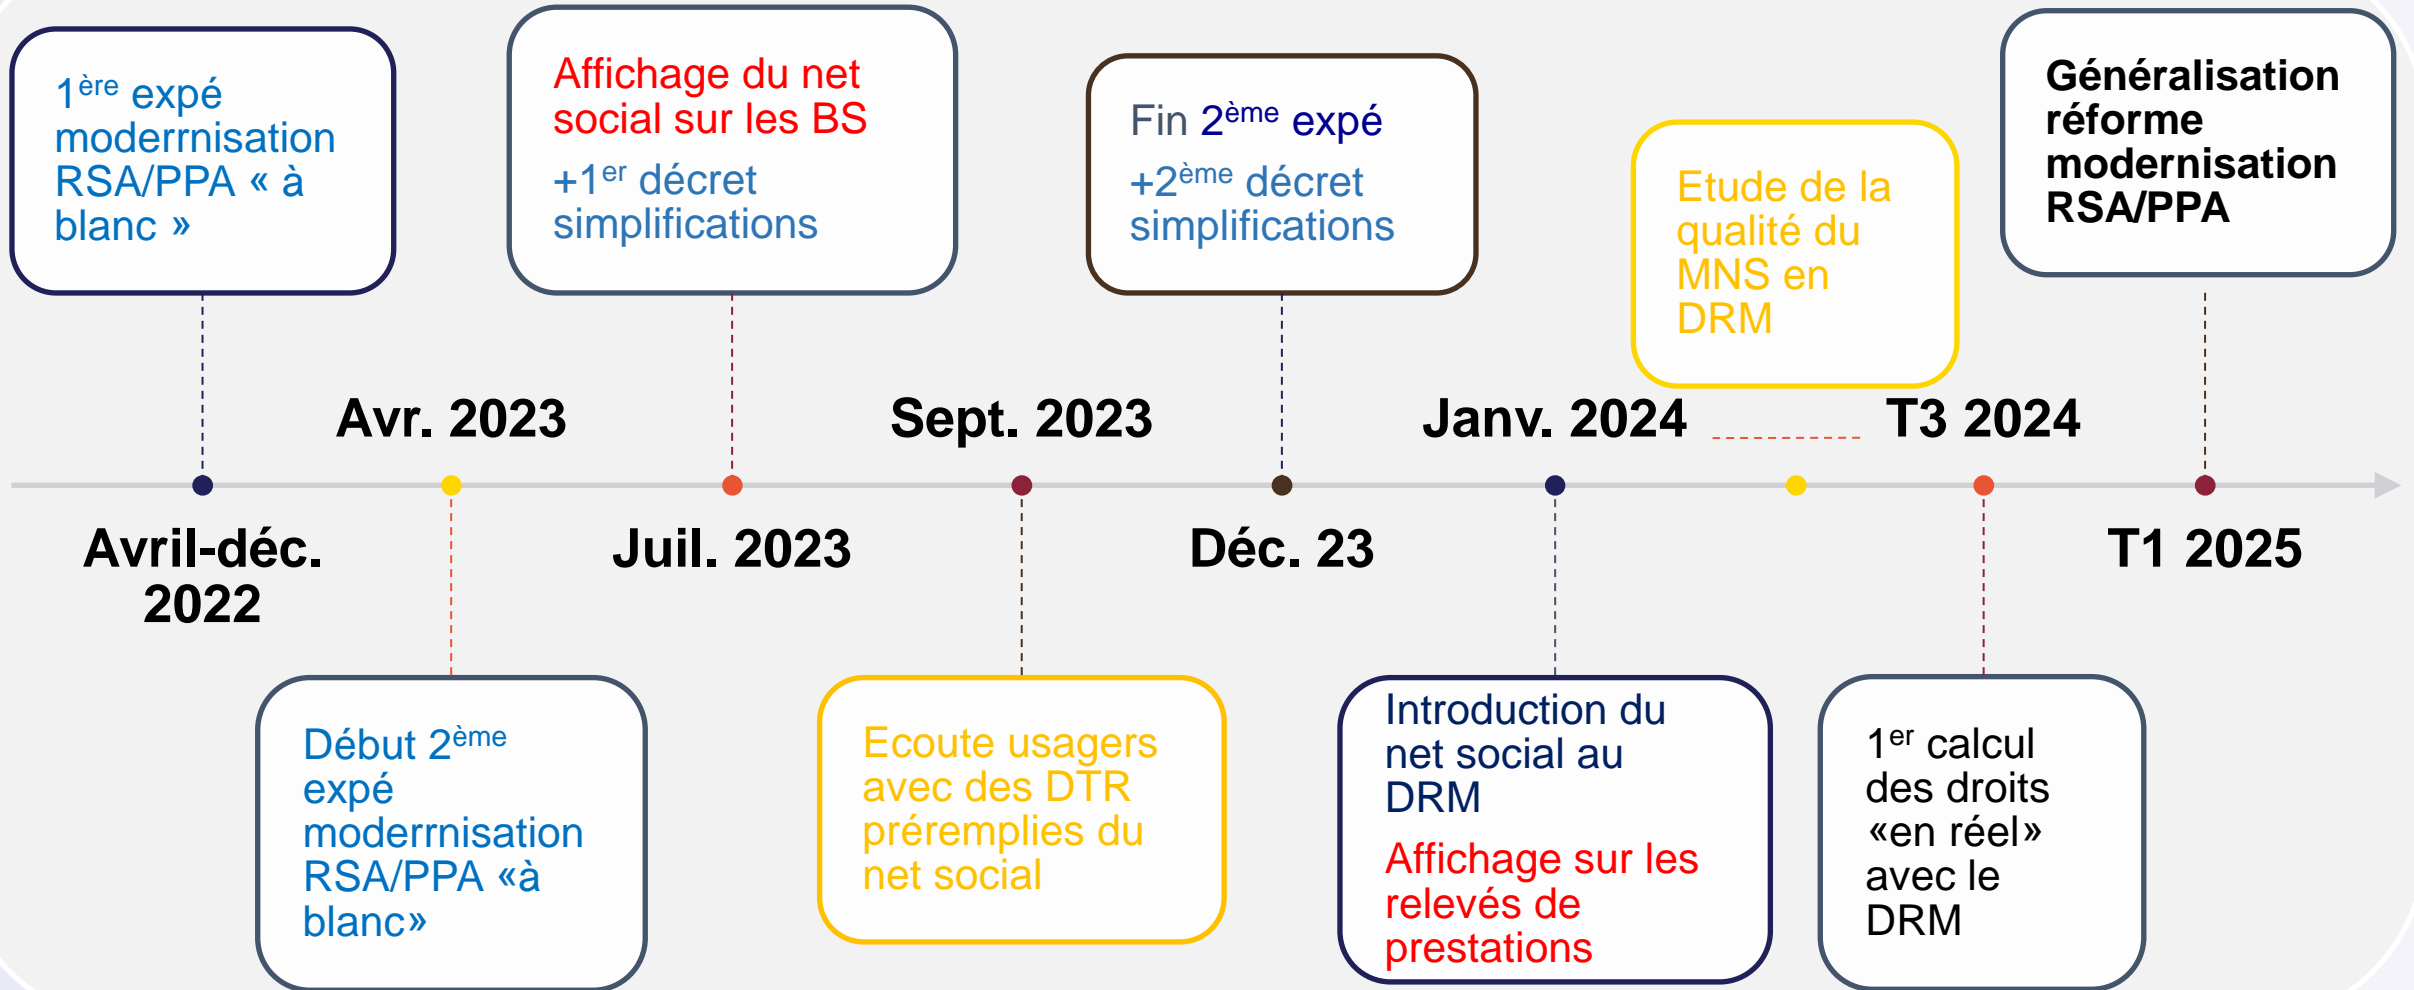 1ère expé
moderrnisation
RSA/PPA « à
blanc »
Affichage du net
social sur les BS
+1er décret
simplifications
Fin 2ème expé
+2ème décret
simplifications
Etude de la
qualité du
MNS en
DRM
Généralisation
réforme
modernisation
RSA/PPA
Avr. 2023
Sept. 2023
Janv. 2024
T3 2024
Avril-déc.
2022
Juil. 2023
Déc. 23
T1 2025
Début 2ème
expé
moderrnisation
RSA/PPA «à
blanc»
Ecoute usagers
avec des DTR
préremplies du
net social
Introduction du
net social au
DRM
Affichage sur les
relevés de
prestations
1er calcul
des droits
«en réel»
avec le
DRM